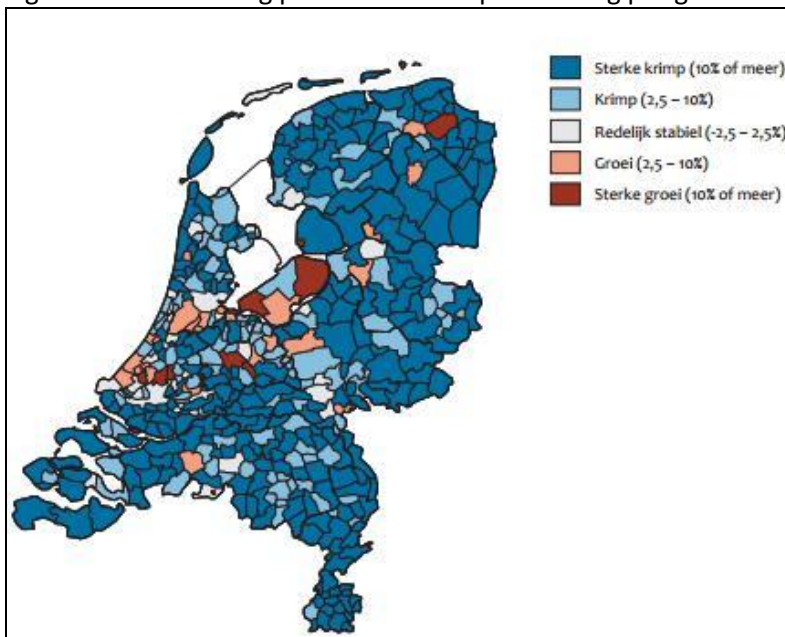 Sterke krimp (10% of meer)
Krimp (2,5 – 10%)
Redelijk stabiel (-2,5 – 2,5%)
Groei (2,5 – 10%)
Sterke groei (10% of meer)